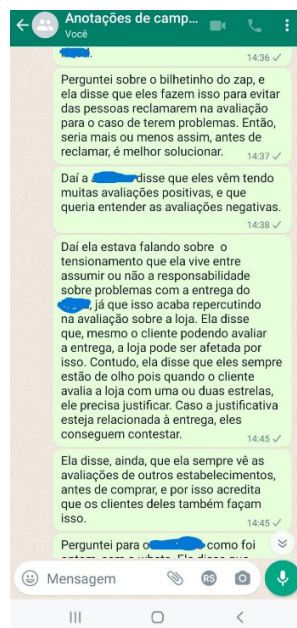 Anotações de camp...
Você
14:36
Perguntei sobre o bilhetinho do zap, e
ela disse que eles fazem isso para evitar
das pessoas reclamarem na avaliação
para o caso de terem problemas. Então,
seria mais ou menos assim, antes de
reclamar, é melhor solucionar.
14:37
Daí a disse que eles vêm tendo
muitas avaliações positivas, e que
queria entender as avaliações negativas.
14:38
Daí ela estava falando sobre o
tensionamento que ela vive entre
assumir ou não a responsabilidade
sobre problemas com a entrega do
, já que isso acaba repercutindo
na avaliação sobre a loja. Ela disse
que, mesmo o cliente podendo avaliar
a entrega, a loja pode ser afetada por
isso. Contudo, ela disse que eles sempre
estão de olho pois quando o cliente
avalia a loja com uma ou duas estrelas,
ele precisa justificar. Caso a justificativa
esteja relacionada à entrega, eles
conseguem contestar.
14:45
Ela disse, ainda, que ela sempre vê as
avaliações de outros estabelecimentos,
antes de comprar, e por isso acredita
que os clientes deles também façam
isso.
14:45
Perguntei para o como foi
Mensagem
RS